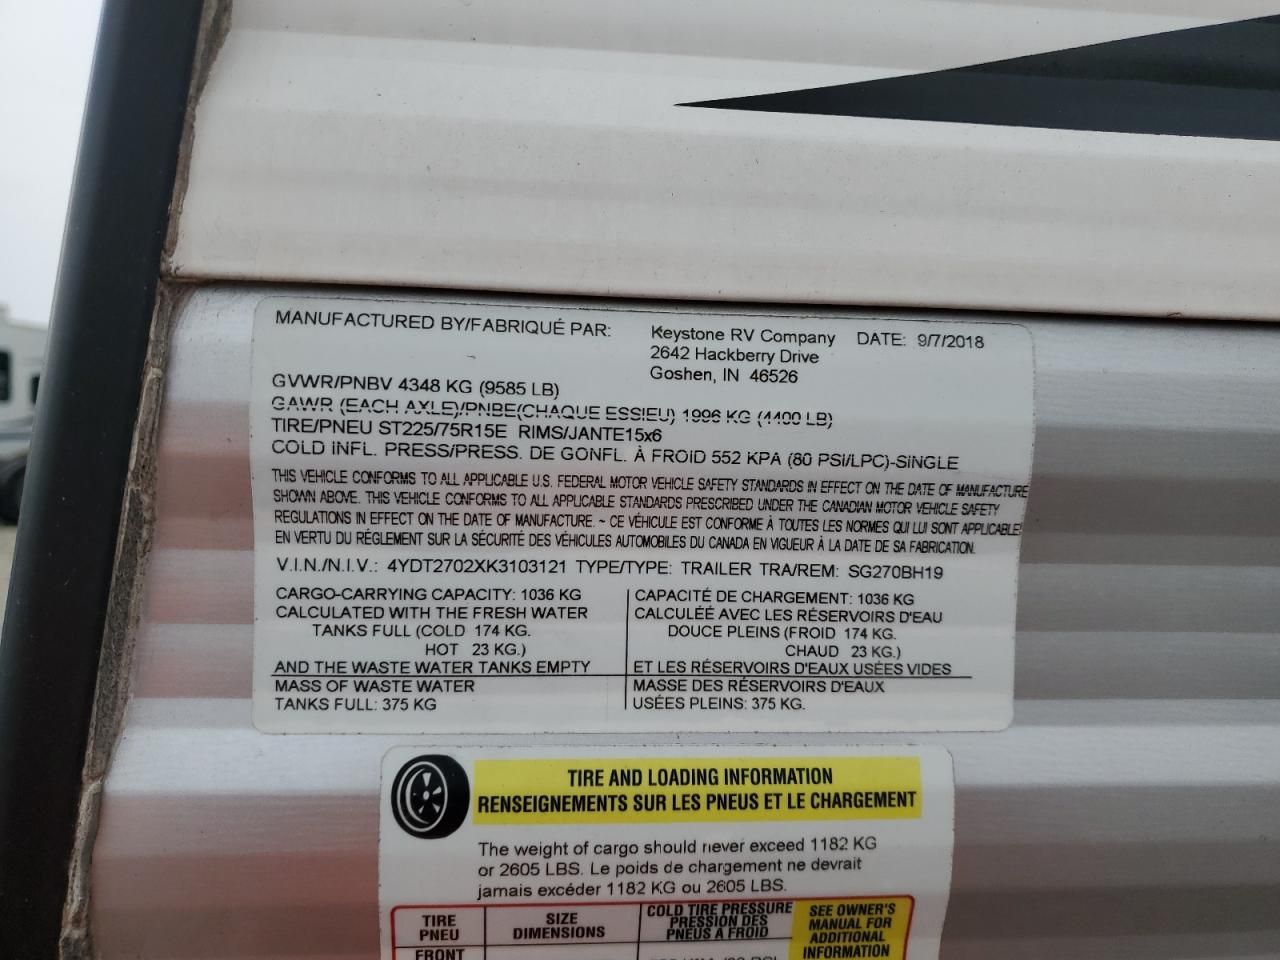 MANUFACTURED BY/FABRIQUÉ PAR: Keystone RV Company DATE: 9/7/2018
2642 Hackberry Drive
Goshen, IN 46526
GVWR/PNBV 4348 KG (9585 LB)
GAWR (EACH AXLE)/PNBE(CHAQUE ESSIEU) 1996 KG (4400 LB)
TIRE/PNEU ST225/75R15E RIMS/JANTE15x6
COLD INFL. PRESS/PRESS. DE GONFL. À FROID 552 KPA (80 PSI/LPC)-SINGLE
THIS VEHICLE CONFORMS TO ALL APPLICABLE U.S. FEDERAL MOTOR VEHICLE SAFETY STANDARDS IN EFFECT ON THE DATE OF MANUFACTURE
SHOWN ABOVE. THIS VEHICLE CONFORMS TO ALL APPLICABLE STANDARDS PRESCRIBED UNDER THE CANADIAN MOTOR VEHICLE SAFETY
REGULATIONS IN EFFECT ON THE DATE OF MANUFACTURE. ~ CE VÉHICULE EST CONFORME À TOUTES LES NORMES QUI LUI SONT APPLICABLE
EN VERTU DU RÉGLEMENT SUR LA SÉCURITÉ DES VÉHICULES AUTOMOBILES DU CANADA EN VIGUEUR À LA DATE DE SA FABRICATION.
V.I.N./N.I.V.: 4YDT2702XK3103121 TYPE/TYPE: TRAILER TRA/REM: SG270BH19
CARGO-CARRYING CAPACITY: 1036 KG
CALCULATED WITH THE FRESH WATER
TANKS FULL (COLD 174 KG.
HOT 23 KG.)
AND THE WASTE WATER TANKS EMPTY
MASS OF WASTE WATER
TANKS FULL: 375 KG
CAPACITÉ DE CHARGEMENT: 1036 KG
CALCULÉE AVEC LES RÉSERVOIRS D'EAU
DOUCE PLEINS (FROID 174 KG.
CHAUD 23 KG.)
ET LES RÉSERVOIRS D'EAUX USÉES VIDES
MASSE DES RÉSERVOIRS D'EAUX
USÉES PLEINS: 375 KG.
TIRE AND LOADING INFORMATION
RENSEIGNEMENTS SUR LES PNEUS ET LE CHARGEMENT
The weight of cargo should never exceed 1182 KG
or 2605 LBS. Le poids de chargement ne devrait
jamais excéder 1182 KG ou 2605 LBS.
TIRE
PNEU
SIZE
DIMENSIONS
COLD TIRE PRESSURE
PRESSION DES
PNEUS A FROID
SEE OWNER'S
MANUAL FOR
ADDITIONAL
INFORMATION
FRONT